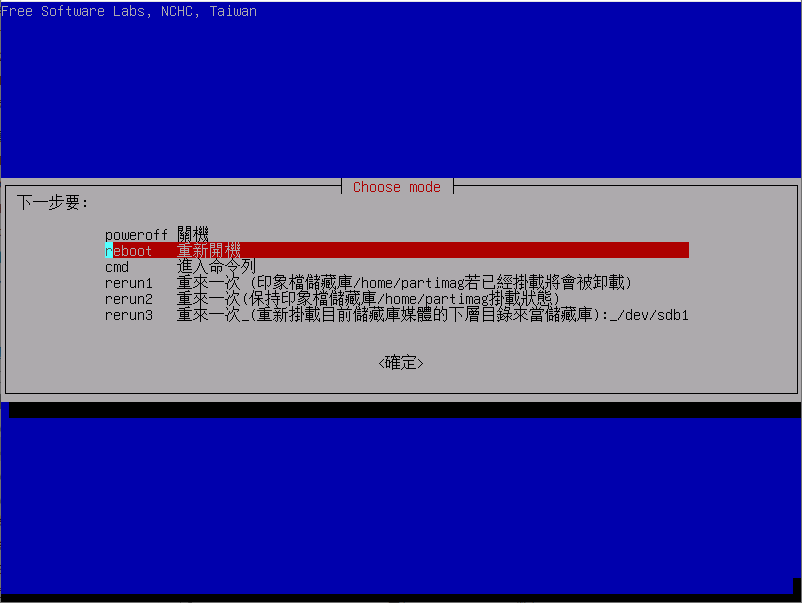 Free Software Labs, NCHC, Taiwan
Choose mode
下一步要:
poweroff 關機
reboot 重新開機
cmd 進入命令列
rerun1 重來一次 (印象檔儲藏庫/home/partimag若已經掛載將會被卸載)
rerun2 重來一次(保持印象檔儲藏庫/home/partimag掛載狀態)
rerun3 重來一次_(重新掛載目前儲藏庫媒體的下層目錄來當儲藏庫):_/dev/sdb1
<確定>